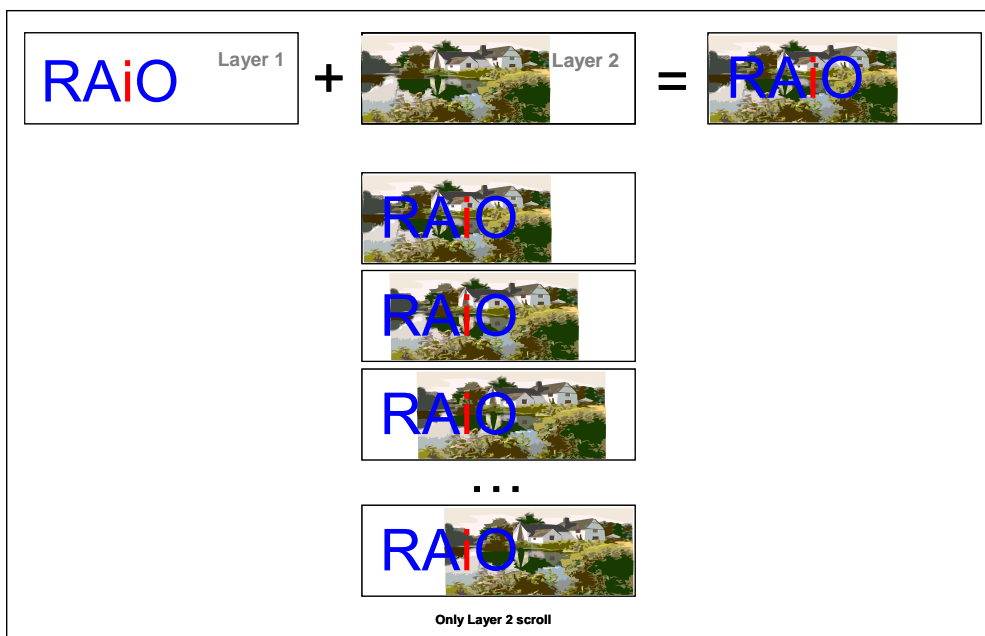 RAiO Layer 1 + Layer 2 = RAiO
RAiO
RAiO
RAiO
...
RAiO
Only Layer 2 scroll